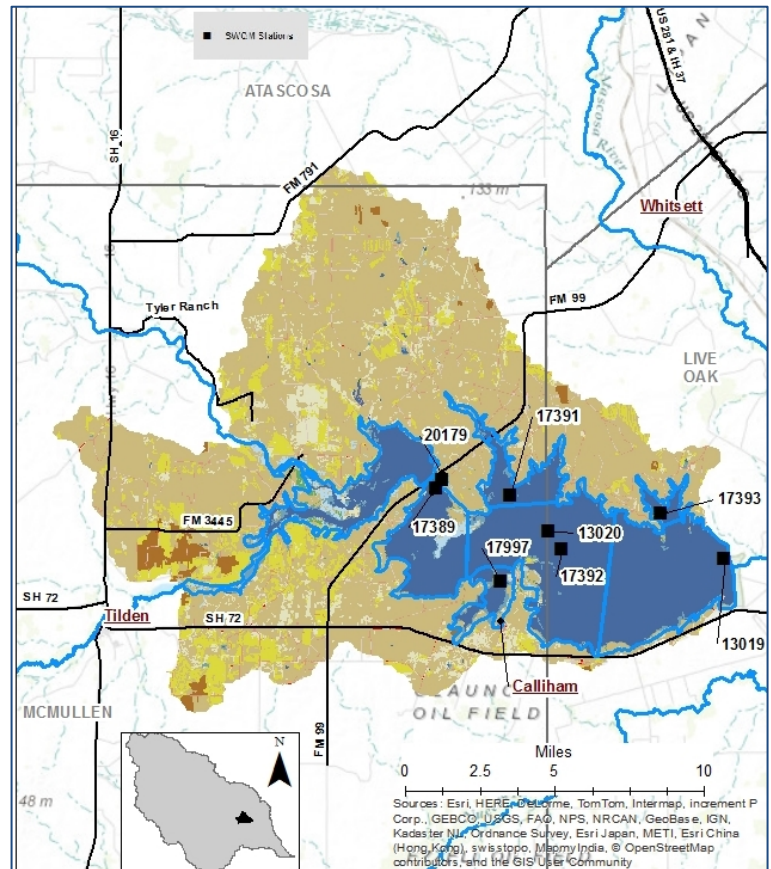 SWQM Stations
US 281 & IH 37
ATASCOSA
SH 16
FM 791
Atascosa River
133 m
Whitsett
FM 99
Tyler Ranch
LIVE
OAK
20179
17391
17393
FM 3445
17389
13020
17997
17392
SH 72
Tilden
SH 72
13019
Calliham
MCMULLEN
OIL FIELD
FM 99
N
Miles
0 3.2 5 10
48 m
Sources: Esri, HERE, DeLorme, TomTom, Intermap, increment P
Corp., GEBCO, USGS, FAO, NPS, NRCAN, GeoBase, IGN,
Kadaster NL, Ordnance Survey, Esri Japan, METI, Esri China
(Hong Kong), swisstopo, MapmyIndia, © OpenStreetMap
contributors, and the GIS User Community